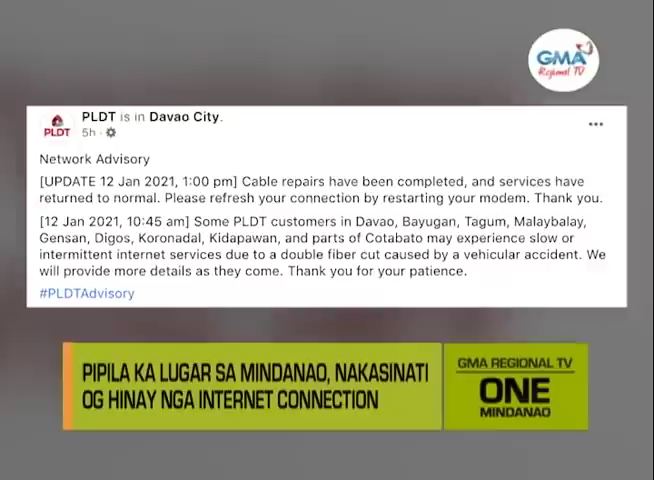 GMA
Regional TV
PLDT is in Davao City.
PLDT
5h
Network Advisory
[UPDATE 12 Jan 2021, 1:00 pm] Cable repairs have been completed, and services have
returned to normal. Please refresh your connection by restarting your modem. Thank you.
[12 Jan 2021, 10:45 am] Some PLDT customers in Davao, Bayugan, Tagum, Malaybalay,
Gensan, Digos, Koronadal, Kidapawan, and parts of Cotabato may experience slow or
intermittent internet services due to a double fiber cut caused by a vehicular accident. We
will provide more details as they come. Thank you for your patience.
#PLDTAdvisory
PIPILA KA LUGAR SA MINDANAO, NAKASINATI
OG HINAY NGA INTERNET CONNECTION
GMA REGIONAL TV
ONE
MINDANAO